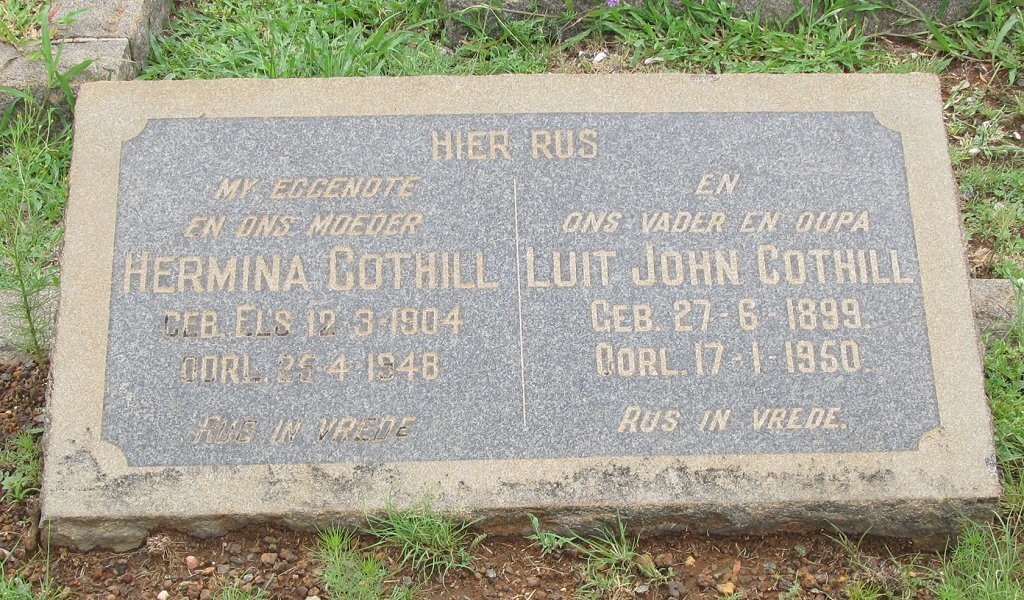 HIER RUS
MY EGGENOTE
EN ONS MOEDER
HERMINA COTHILL
GEB. ELS 12-3-1904
OORL. 25-4-1948
RUS IN VREDE
EN
ONS VADER EN OUPA
LUIT JOHN COTHILL
GEB. 27-6-1899.
OORL. 17-1-1950.
RUS IN VREDE.